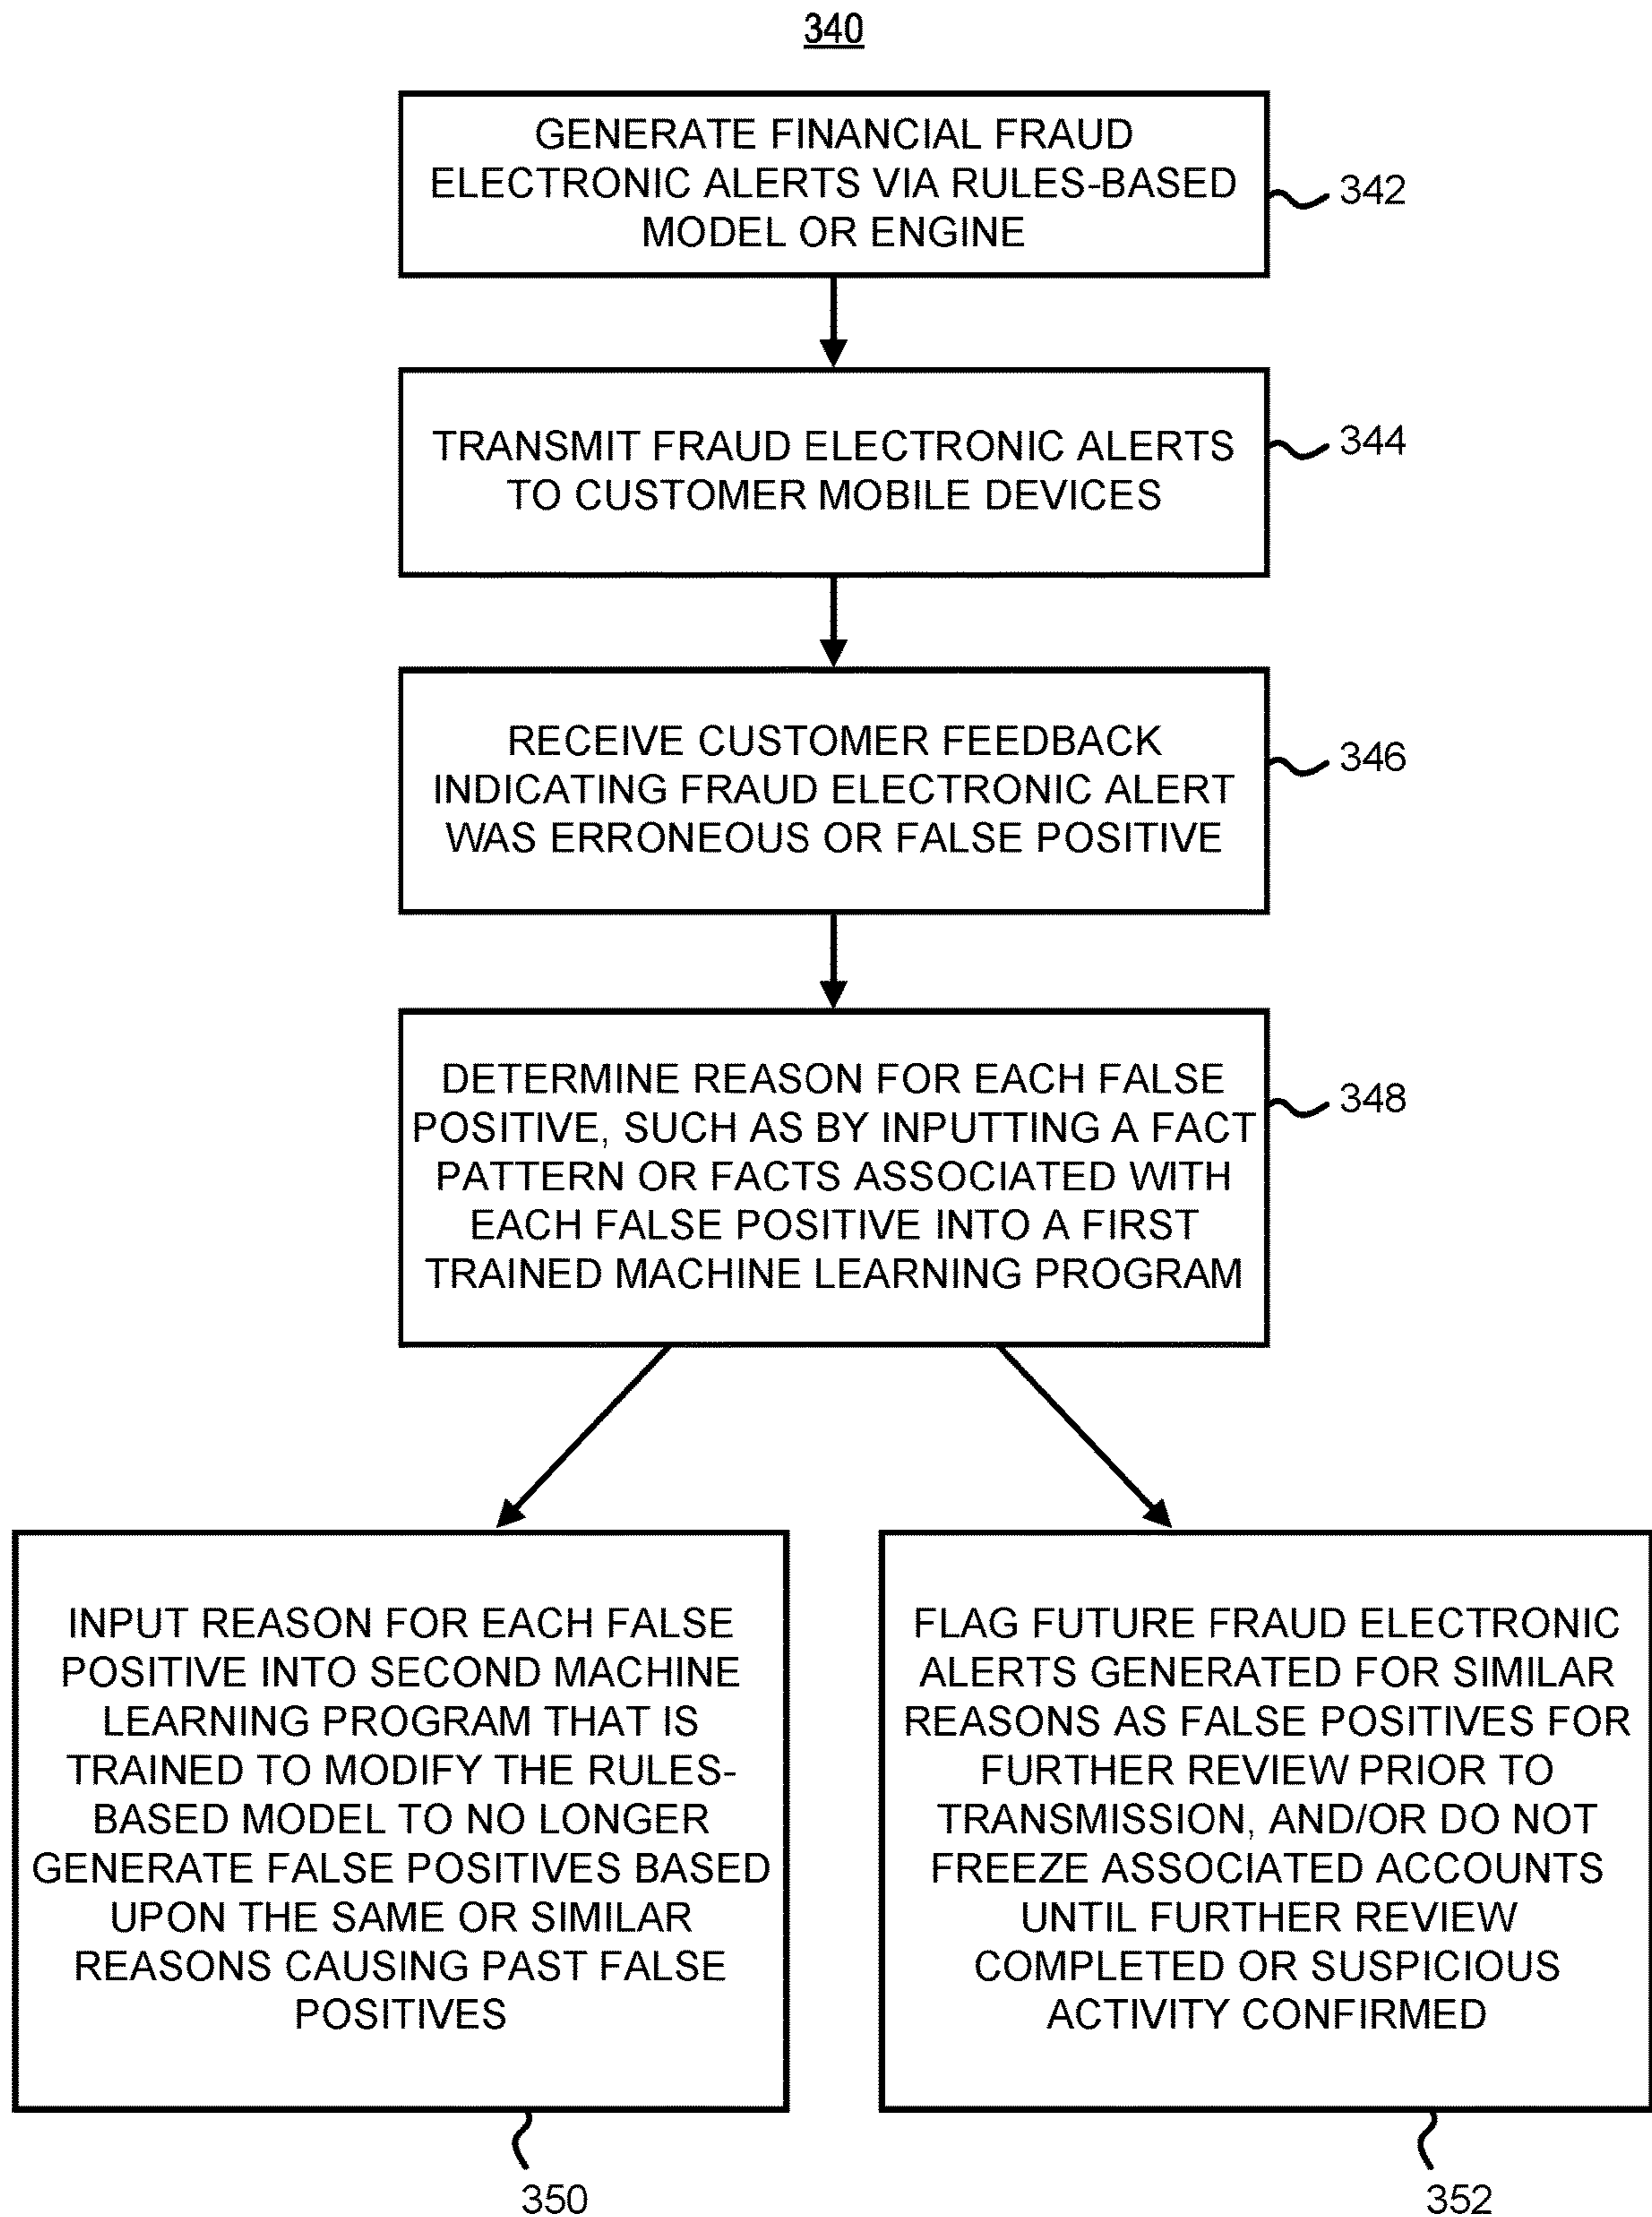 340
GENERATE FINANCIAL FRAUD
ELECTRONIC ALERTS VIA RULES-BASED
MODEL OR ENGINE
342
TRANSMIT FRAUD ELECTRONIC ALERTS
TO CUSTOMER MOBILE DEVICES
344
RECEIVE CUSTOMER FEEDBACK
INDICATING FRAUD ELECTRONIC ALERT
WAS ERRONEOUS OR FALSE POSITIVE
346
DETERMINE REASON FOR EACH FALSE
POSITIVE, SUCH AS BY INPUTTING A FACT
PATTERN OR FACTS ASSOCIATED WITH
EACH FALSE POSITIVE INTO A FIRST
TRAINED MACHINE LEARNING PROGRAM
348
INPUT REASON FOR EACH FALSE
POSITIVE INTO SECOND MACHINE
LEARNING PROGRAM THAT IS
TRAINED TO MODIFY THE RULES-
BASED MODEL TO NO LONGER
GENERATE FALSE POSITIVES BASED
UPON THE SAME OR SIMILAR
REASONS CAUSING PAST FALSE
POSITIVES
350
FLAG FUTURE FRAUD ELECTRONIC
ALERTS GENERATED FOR SIMILAR
REASONS AS FALSE POSITIVES FOR
FURTHER REVIEW PRIOR TO
TRANSMISSION, AND/OR DO NOT
FREEZE ASSOCIATED ACCOUNTS
UNTIL FURTHER REVIEW
COMPLETED OR SUSPICIOUS
ACTIVITY CONFIRMED
352